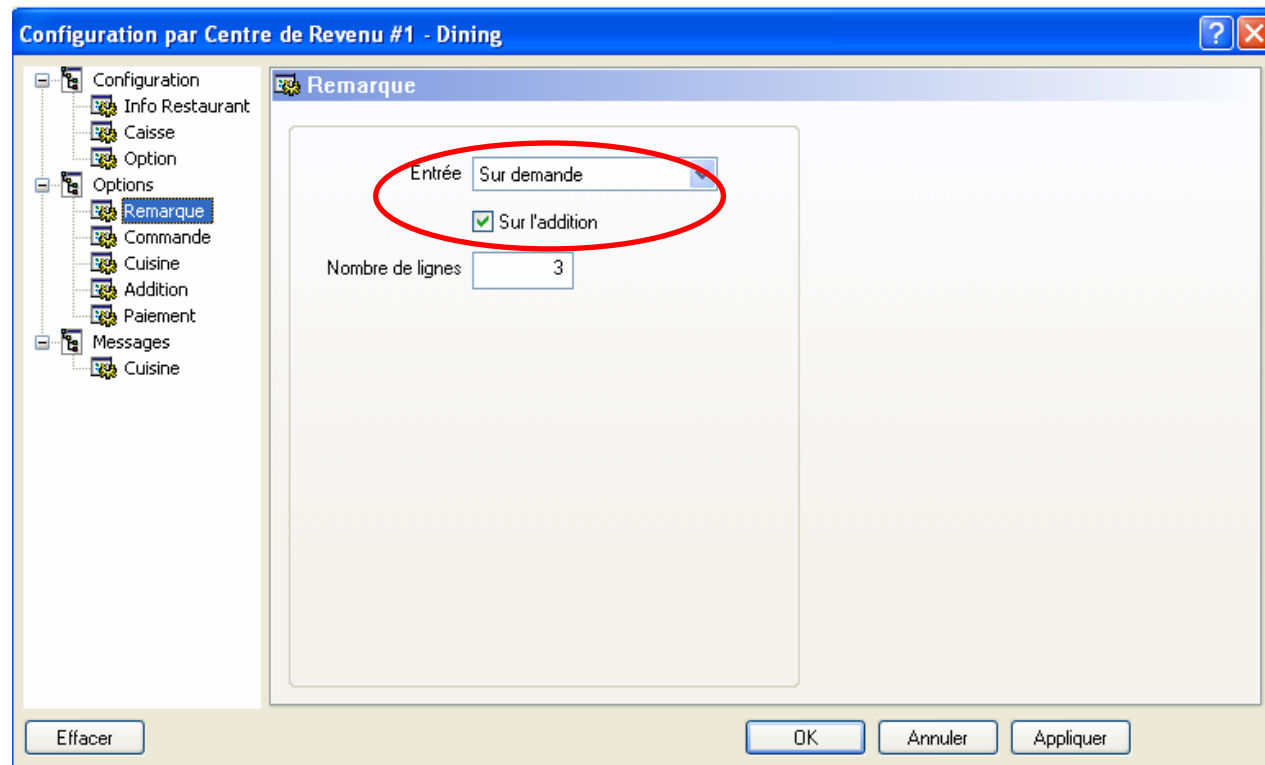 Configuration par Centre de Revenu #1 - Dining
Configuration
Info Restaurant
Caisse
Option
Options
Remarque
Commande
Cuisine
Addition
Paiement
Messages
Cuisine
Remarque
Entrée Sur demande
Sur l'addition
Nombre de lignes 3
Effacer OK Annuler Appliquer